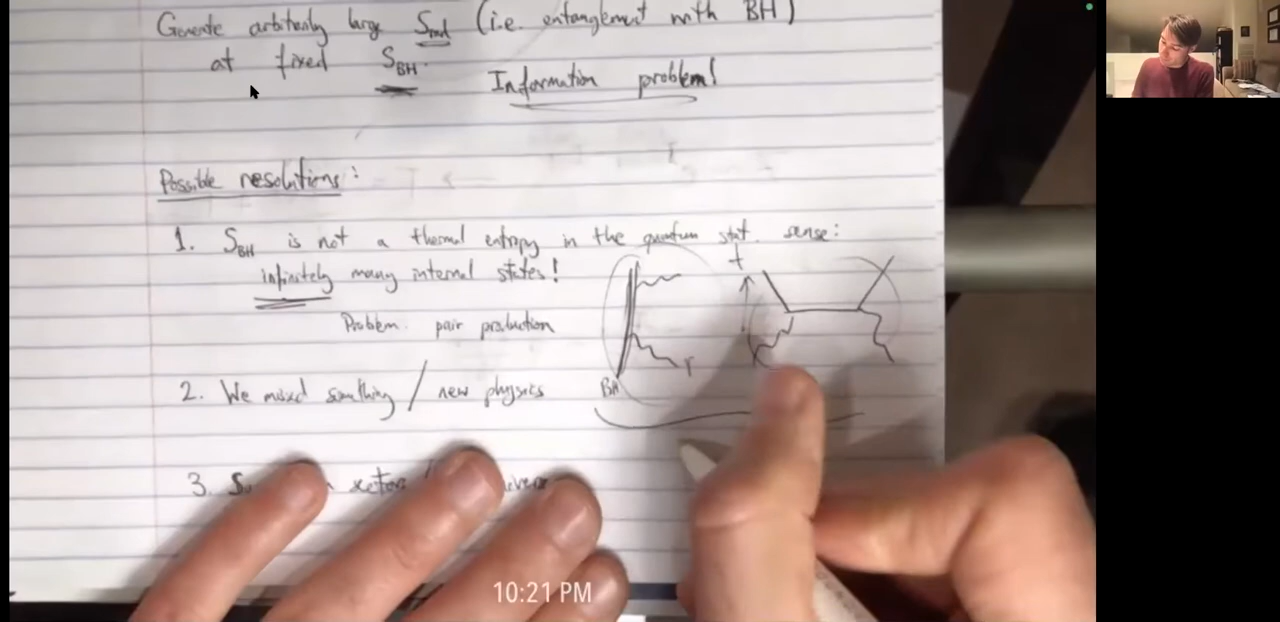 Generate arbitrarily large Srad (i.e. entanglement with BH)
at fixed SBH.
Information problem!
Possible resolutions:
1. SBH is not a thermal entropy in the quantum stat. sense:
infinitely many internal states!
Problem. pair production
t
r
BH
2. We missed something / new physics
3.
10:21 PM